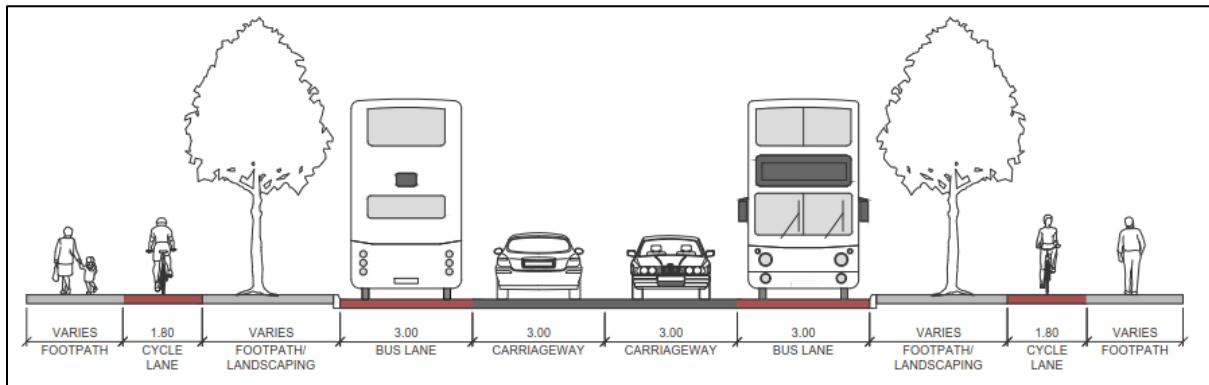 VARIES 1.80 VARIES 3.00 3.00 3.00 3.00 VARIES 1.80 VARIES
FOOTPATH CYCLE FOOTPATH/ BUS LANE CARRIAGEWAY CARRIAGEWAY BUS LANE FOOTPATH/ CYCLE FOOTPATH
LANE LANDSCAPING LANDSCAPING LANE